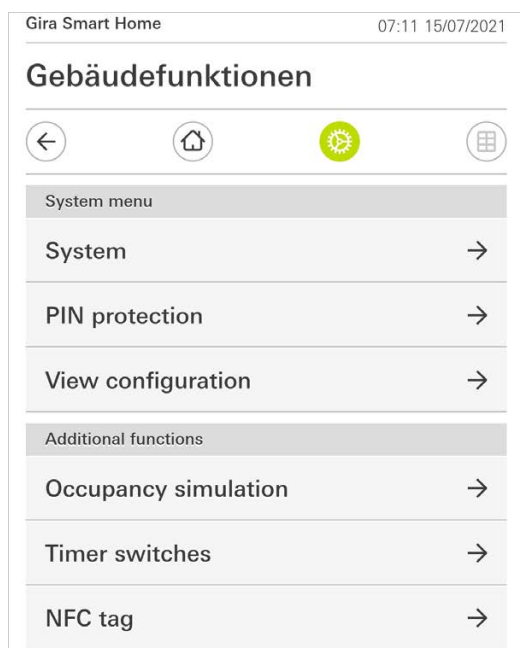 Gira Smart Home 07:11 15/07/2021
Gebäudefunktionen
System menu
System
PIN protection
View configuration
Additional functions
Occupancy simulation
Timer switches
NFC tag